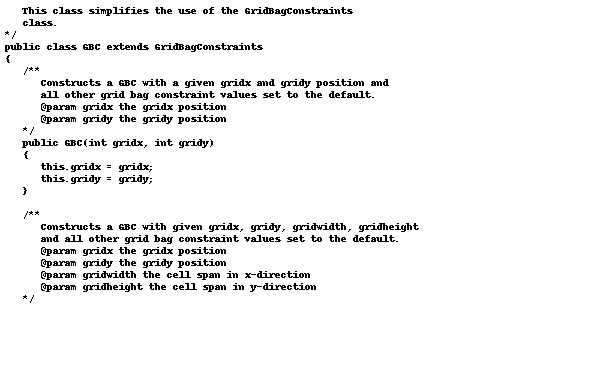 This class simplifies the use of the GridBagConstraints
   class.
*/
public class GBC extends GridBagConstraints
{
   /**
      Constructs a GBC with a given gridx and gridy position and
      all other grid bag constraint values set to the default.
      @param gridx the gridx position
      @param gridy the gridy position
   */
   public GBC(int gridx, int gridy)
   {
      this.gridx = gridx;
      this.gridy = gridy;
   }

   /**
      Constructs a GBC with given gridx, gridy, gridwidth, gridheight
      and all other grid bag constraint values set to the default.
      @param gridx the gridx position
      @param gridy the gridy position
      @param gridwidth the cell span in x-direction
      @param gridheight the cell span in y-direction
   */